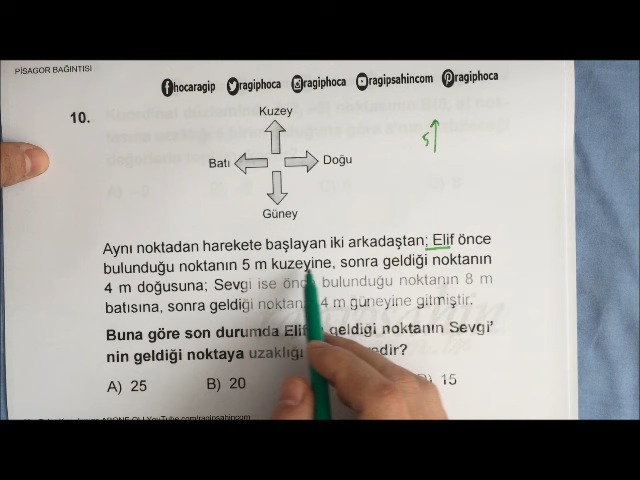 PİSAGOR BAĞINTISI
hocaragip @ragiphoca @ragiphoca @ragipsahincom @ragiphoca
10.
Kuzey
5
Batı
Doğu
Güney
Aynı noktadan harekete başlayan iki arkadaştan; Elif önce
bulunduğu noktanın 5 m kuzeyine, sonra geldiği noktanın
4 m doğusuna; Sevgi ise önce bulunduğu noktanın 8 m
batısına, sonra geldiği noktanın 4 m güneyine gitmiştir.
Buna göre son durumda Elif'in geldiği noktanın Sevgi'
nin geldiği noktaya uzaklığı
A) 25
B) 20
D) 15